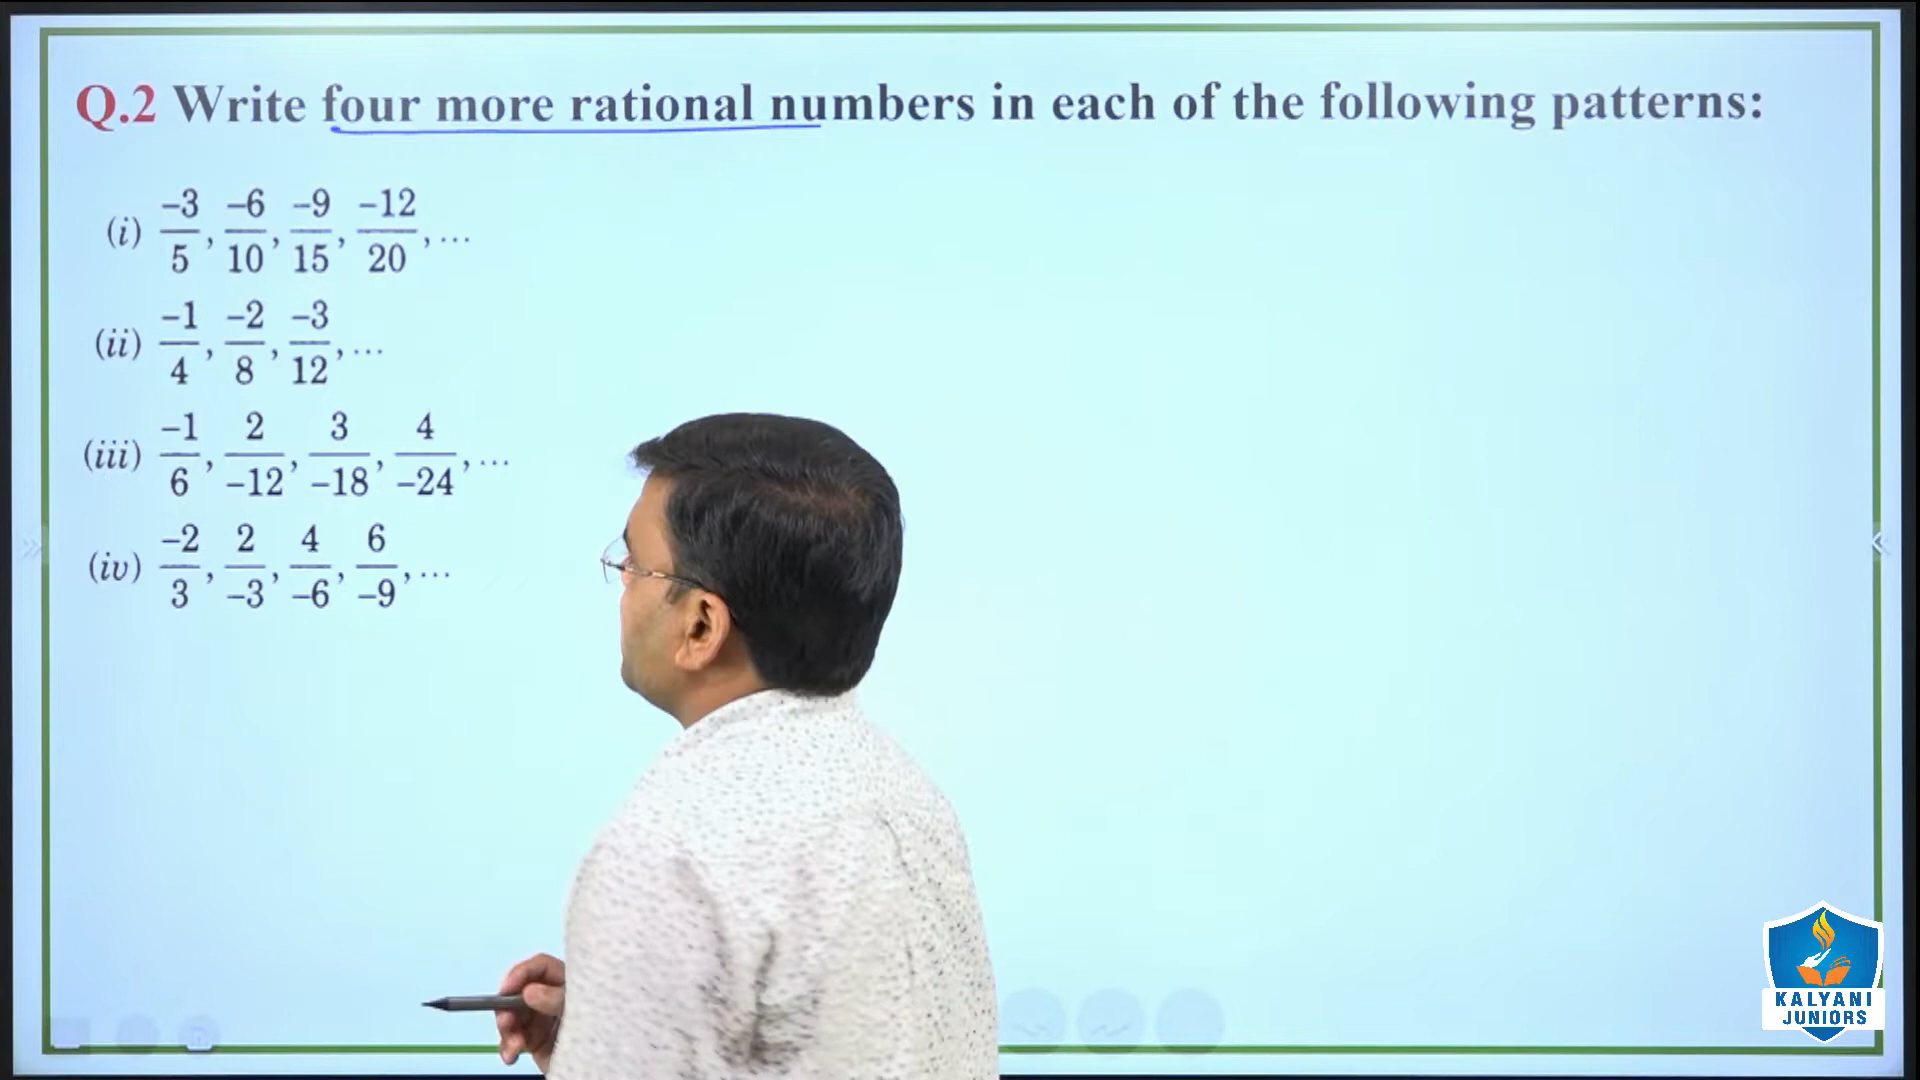 Q.2 Write four more rational numbers in each of the following patterns:
(i) -3/5, -6/10, -9/15, -12/20, ...
(ii) -1/4, -2/8, -3/12, ...
(iii) -1/6, 2/-12, 3/-18, 4/-24, ...
(iv) -2/3, 2/-3, 4/-6, 6/-9, ...
KALYANI
JUNIORS